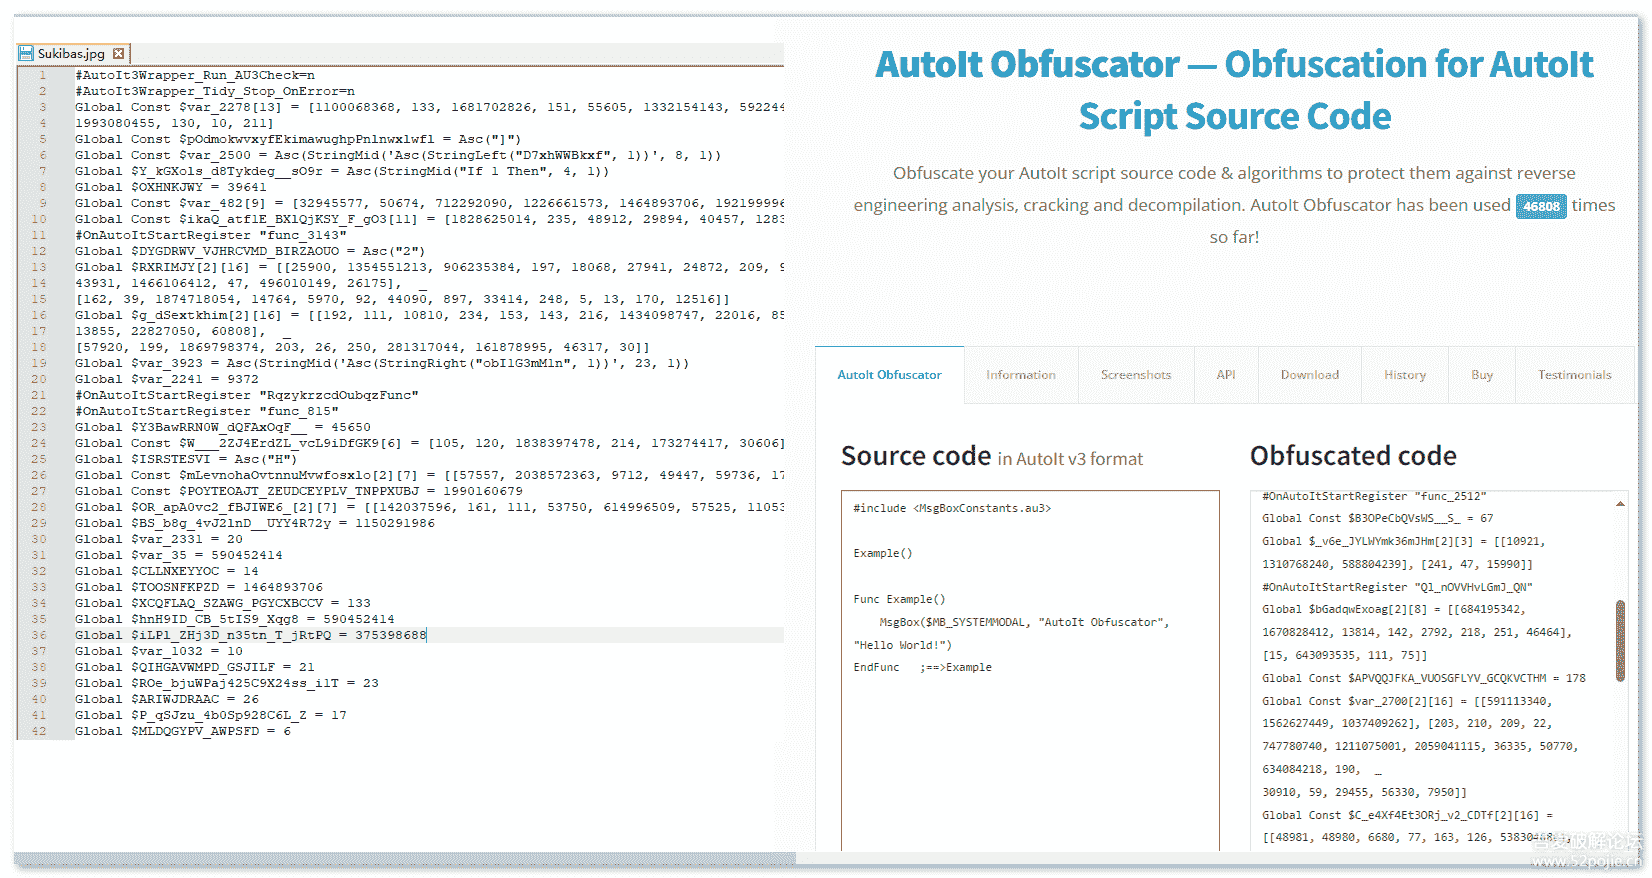 Sukibas.jpg
1 #AutoIt3Wrapper_Run_AU3Check=n
2 #AutoIt3Wrapper_Tidy_Stop_OnError=n
3 Global Const $var_2278[13] = [1100068368, 133, 1681702826, 151, 55605, 1332154143, 592244
4 1993080455, 130, 10, 211]
5 Global Const $pOdmokwvxyfEkimawughpPnlnwxlwfl = Asc("]")
6 Global Const $var_2500 = Asc(StringMid('Asc(StringLeft("D7xhWWBkxf", 1))', 8, 1))
7 Global $Y_kGXols_d8Tykdeg__sO9r = Asc(StringMid("If 1 Then", 4, 1))
8 Global $OXHNKJWY = 39641
9 Global Const $var_482[9] = [32945577, 50674, 712292090, 1226661573, 1464893706, 192199996
10 Global Const $ikaQ_atflE_BXlQjKSY_F_gO3[11] = [1828625014, 235, 48912, 29894, 40457, 1283
11 #OnAutoItStartRegister "func_3143"
12 Global $DYGDRWV_VJHRCVMD_BIRZAOUO = Asc("2")
13 Global $RXRIMJY[2][16] = [[25900, 1354551213, 906235384, 197, 18068, 27941, 24872, 209, 9
14 43931, 1466106412, 47, 496010149, 26175], _
15 [162, 39, 1874718054, 14764, 5970, 92, 44090, 897, 33414, 248, 5, 13, 170, 12516]]
16 Global $g_dSextkhim[2][16] = [[192, 111, 10810, 234, 153, 143, 216, 1434098747, 22016, 85
17 13855, 22827050, 60808], _
18 [57920, 199, 1869798374, 203, 26, 250, 281317044, 161878995, 46317, 30]]
19 Global $var_3923 = Asc(StringMid('Asc(StringRight("obIlG3mMln", 1))', 23, 1))
20 Global $var_2241 = 9372
21 #OnAutoItStartRegister "RqzykrzcdOubqzFunc"
22 #OnAutoItStartRegister "func_815"
23 Global $Y3BawRRN0W_dQFAxOqF__ = 45650
24 Global Const $W___2ZJ4ErdZL_vcL9iDfGK9[6] = [105, 120, 1838397478, 214, 173274417, 30606]
25 Global $ISRSTESVI = Asc("H")
26 Global Const $mLevnohaOvtnnuMvwfosxlo[2][7] = [[57557, 2038572363, 9712, 49447, 59736, 17
27 Global Const $POYTEOAJT_ZEUDCEYPLV_TNPPXUBJ = 1990160679
28 Global $OR_apA0vc2_fBJIWE6_[2][7] = [[142037596, 161, 111, 53750, 614996509, 57525, 11053
29 Global $BS_b8g_4vJ2lnD__UYY4R72y = 1150291986
30 Global $var_2331 = 20
31 Global $var_35 = 590452414
32 Global $CLLNXEYYOC = 14
33 Global $TOOSNFKPZD = 1464893706
34 Global $XCQFLAQ_SZAWG_PGYCXBCCV = 133
35 Global $hnH9ID_CB_5tIS9_Xqg8 = 590452414
36 Global $iLPl_ZHj3D_n35tn_T_jRtPQ = 375398688
37 Global $var_1032 = 10
38 Global $QIHGAVWMPD_GSJILF = 21
39 Global $ROe_bjuWPaj425C9X24ss_ilT = 23
40 Global $ARIWJDRAAC = 26
41 Global $P_qSJzu_4b0Sp928C6L_Z = 17
42 Global $MLDQGYPV_AWPSFD = 6
AutoIt Obfuscator — Obfuscation for AutoIt
Script Source Code
Obfuscate your AutoIt script source code & algorithms to protect them against reverse
engineering analysis, cracking and decompilation. AutoIt Obfuscator has been used 46808 times
so far!
AutoIt Obfuscator Information Screenshots API Download History Buy Testimonials
Source code in AutoIt v3 format
#include <MsgBoxConstants.au3>
Example()
Func Example()
MsgBox($MB_SYSTEMMODAL, "AutoIt Obfuscator",
"Hello World!")
EndFunc ;==>Example
Obfuscated code
#OnAutoItStartRegister "func_2512"
Global Const $B3OPeCbQVsWS__S_ = 67
Global $_v6e_JYLWYmk36mJHm[2][3] = [[10921,
1310768240, 588804239], [241, 47, 15990]]
#OnAutoItStartRegister "Ql_nOVVHvLGmJ_QN"
Global $bGadqwExoag[2][8] = [[684195342,
1670828412, 13814, 142, 2792, 218, 251, 46464],
[15, 643093535, 111, 75]]
Global Const $APVQQJFKA_VUOSGFLYV_GCQKVCTHM = 178
Global $var_2700[2][16] = [[591113340,
1562627449, 1037409262], [203, 210, 209, 22,
747780740, 1211075001, 2059041115, 36335, 50770,
634084218, 190, _
30910, 59, 29455, 56330, 7950]]
Global Const $C_e4Xf4Et3ORj_v2_CDTf[2][16] =
[[48981, 48980, 6680, 77, 163, 126,
吾爱破解论坛
www.52pojie.cn